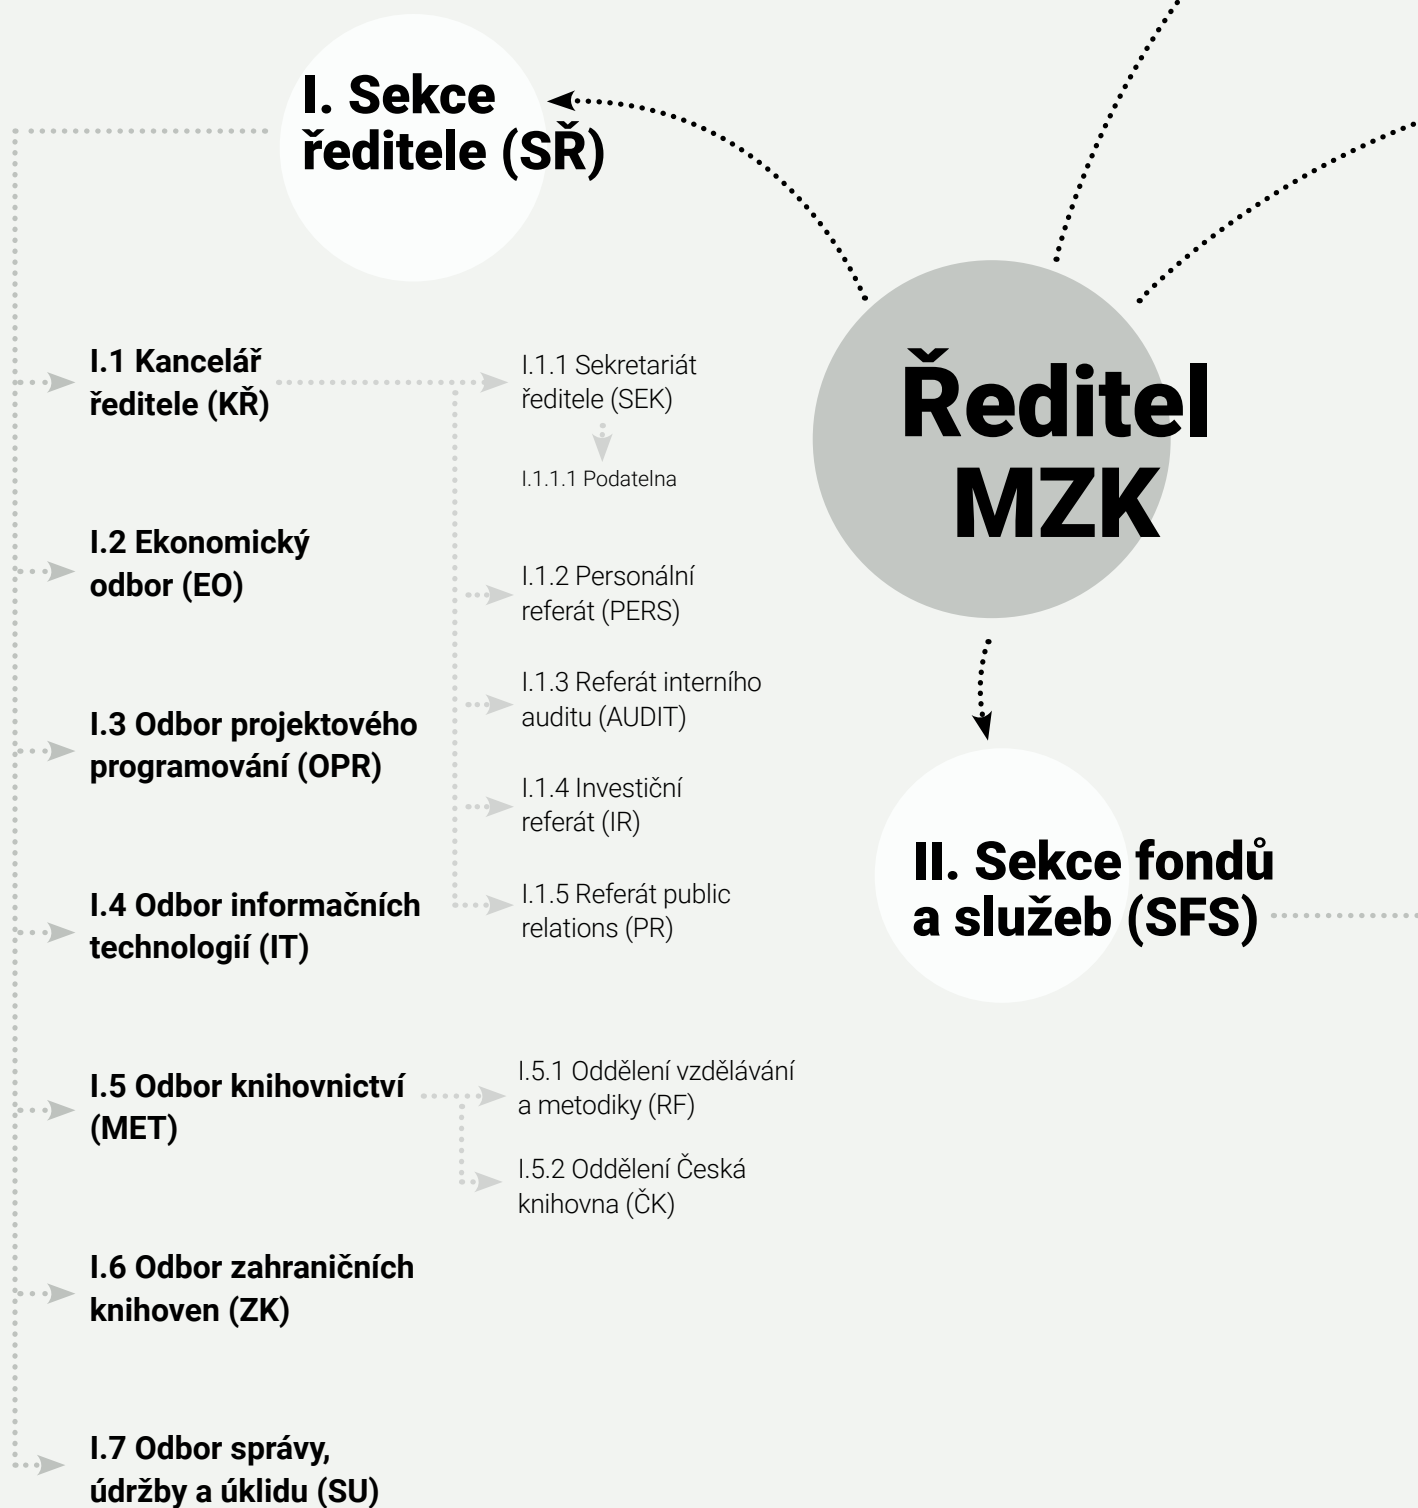 I. Sekce
ředitele (SŘ)
I.1 Kancelář
ředitele (KŘ)
I.1.1 Sekretariát
ředitele (SEK)
I.1.1.1 Podatelna
I.1.2 Personální
referát (PERS)
I.1.3 Referát interního
auditu (AUDIT)
I.1.4 Investiční
referát (IR)
I.1.5 Referát public
relations (PR)
I.2 Ekonomický
odbor (EO)
I.3 Odbor projektového
programování (OPR)
I.4 Odbor informačních
technologií (IT)
I.5 Odbor knihovnictví
(MET)
I.5.1 Oddělení vzdělávání
a metodiky (RF)
I.5.2 Oddělení Česká
knihovna (ČK)
I.6 Odbor zahraničních
knihoven (ZK)
I.7 Odbor správy,
údržby a úklidu (SU)
Ředitel
MZK
II. Sekce fondů
a služeb (SFS)